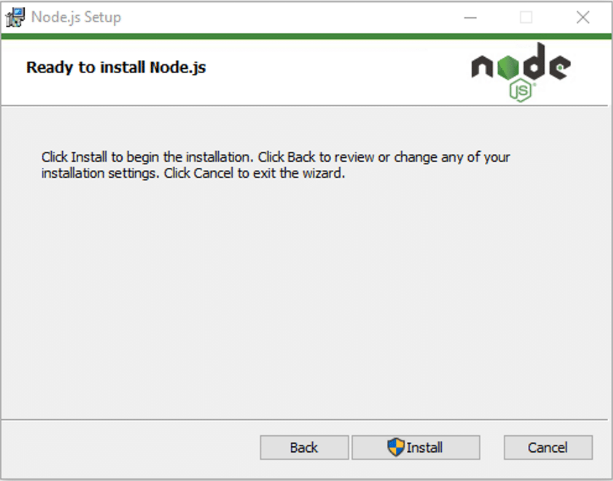 Node.js Setup
Ready to install Node.js
node
JS
Click Install to begin the installation. Click Back to review or change any of your
installation settings. Click Cancel to exit the wizard.
Back
Install
Cancel